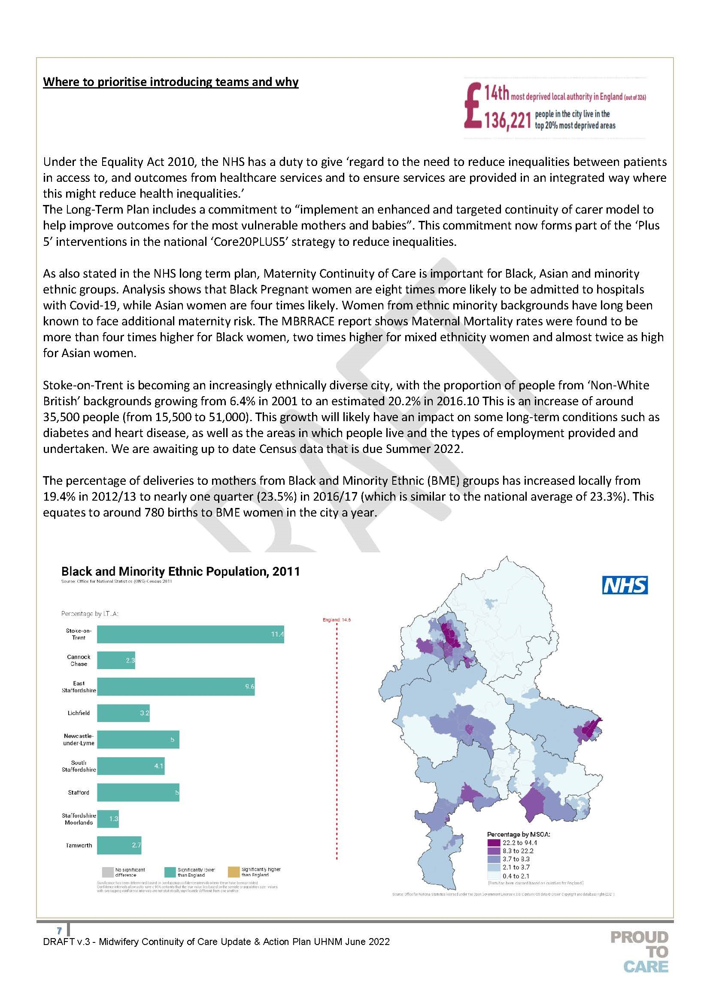 Where to prioritise introducing teams and why
£
14th most deprived local authority in England (out of 326)
136,221 people in the city live in the
top 20% most deprived areas
Under the Equality Act 2010, the NHS has a duty to give ‘regard to the need to reduce inequalities between patients
in access to, and outcomes from healthcare services and to ensure services are provided in an integrated way where
this might reduce health inequalities.’
The Long-Term Plan includes a commitment to “implement an enhanced and targeted continuity of carer model to
help improve outcomes for the most vulnerable mothers and babies”. This commitment now forms part of the ‘Plus
5’ interventions in the national ‘Core20PLUS5’ strategy to reduce inequalities.
As also stated in the NHS long term plan, Maternity Continuity of Care is important for Black, Asian and minority
ethnic groups. Analysis shows that Black Pregnant women are eight times more likely to be admitted to hospitals
with Covid-19, while Asian women are four times likely. Women from ethnic minority backgrounds have long been
known to face additional maternity risk. The MBRRACE report shows Maternal Mortality rates were found to be
more than four times higher for Black women, two times higher for mixed ethnicity women and almost twice as high
for Asian women.
Stoke-on-Trent is becoming an increasingly ethnically diverse city, with the proportion of people from ‘Non-White
British’ backgrounds growing from 6.4% in 2001 to an estimated 20.2% in 2016.10 This is an increase of around
35,500 people (from 15,500 to 51,000). This growth will likely have an impact on some long-term conditions such as
diabetes and heart disease, as well as the areas in which people live and the types of employment provided and
undertaken. We are awaiting up to date Census data that is due Summer 2022.
The percentage of deliveries to mothers from Black and Minority Ethnic (BME) groups has increased locally from
19.4% in 2012/13 to nearly one quarter (23.5%) in 2016/17 (which is similar to the national average of 23.3%). This
equates to around 780 births to BME women in the city a year.
DRAFT
Black and Minority Ethnic Population, 2011
Source: Office for National Statistics (ONS) Census 2011
NHS
Percentage by LTLA:
England: 14.6
Stoke-on-
Trent
11.4
Cannock
Chase
2.3
East
Staffordshire
9.6
Lichfield
3.2
Newcastle-
under-Lyme
5
South
Staffordshire
4.1
Stafford
5
Staffordshire
Moorlands
1.3
Tamworth
2.7
No significant
difference
Significantly lower
than England
Significantly higher
than England
Significance has been determined based on overlapping confidence intervals where these have been provided
Confidence intervals allow us to have a 95% certainty that the true value lies based on the sample or population size - values
with overlapping confidence intervals are not statistically significantly different from one another
Percentage by MSOA:
22.2 to 94.4
8.3 to 22.2
3.7 to 8.3
2.1 to 3.7
0.4 to 2.1
[Data has been classed based on quintiles for England]
Source: Office for National Statistics licensed under the Open Government Licence v.3.0. Contains OS data © Crown Copyright and database right
7
DRAFT v.3 - Midwifery Continuity of Care Update & Action Plan UHNM June 2022
PROUD
TO
CARE